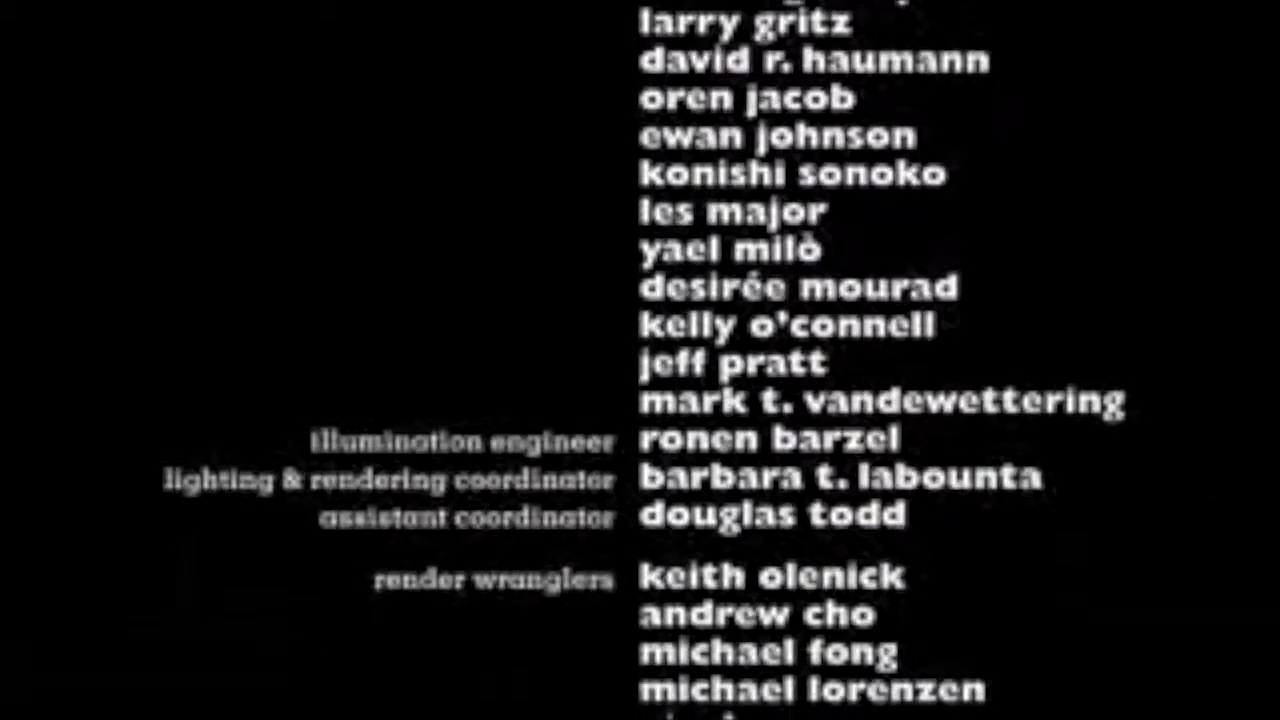 larry gritz
david r. haumann
oren jacob
ewan johnson
konishi sonoko
les major
yael milò
desirée mourad
kelly o'connell
jeff pratt
mark t. vandewettering
illumination engineer ronen barzel
lighting & rendering coordinator barbara t. labounta
assistant coordinator douglas todd
render wranglers keith olenick
andrew cho
michael fong
michael lorenzen